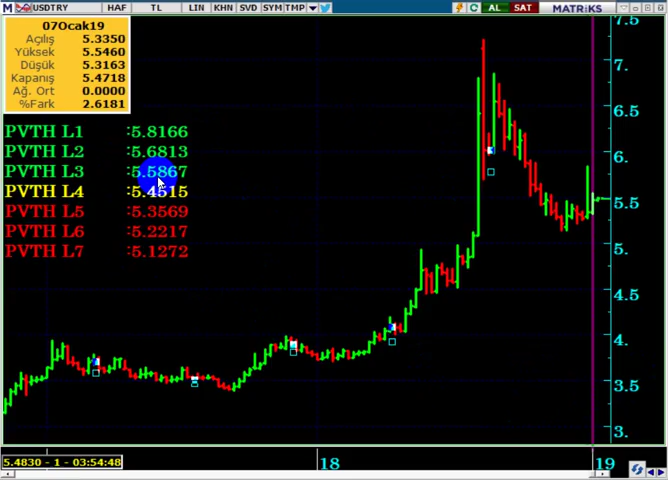 M USDTRY HAF TL LIN KHN SVD SYM TMP AL SAT MATRiKS
07Ocak19
Açılış 5.3350
Yüksek 5.5460
Düşük 5.3163
Kapanış 5.4718
Ağ. Ort 0.0000
%Fark 2.6181
PVTH L1 :5.8166
PVTH L2 :5.6813
PVTH L3 :5.5867
PVTH L4 :5.4515
PVTH L5 :5.3569
PVTH L6 :5.2217
PVTH L7 :5.1272
7.5
7.
6.5
6.
5.5
5.
4.5
4.
3.5
3.
5.4830 - 1 - 03:54:48
18
19